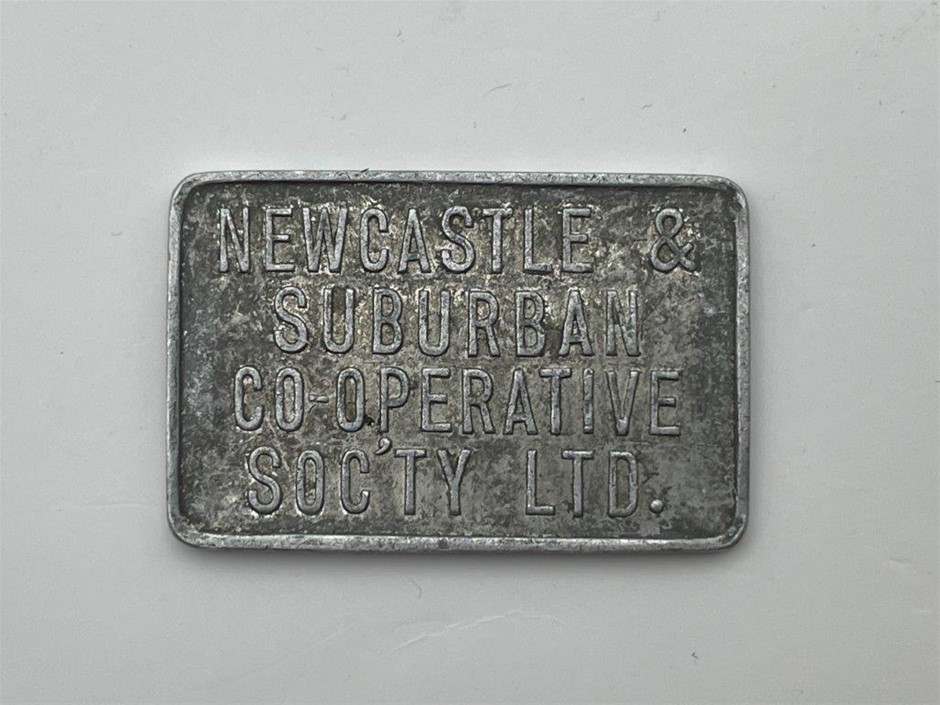 NEWCASTLE &
SUBURBAN
CO-OPERATIVE
SOC'TY LTD.